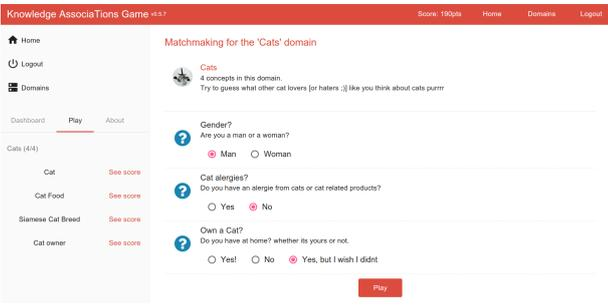 Knowledge AssociaTions Game v0.5.7
Score: 190pts Home Domains Logout
Home
Logout
Domains
Dashboard Play About
Cats (4/4)
Cat See score
Cat Food See score
Siamese Cat Breed See score
Cat owner See score
Matchmaking for the 'Cats' domain
Cats
4 concepts in this domain.
Try to guess what other cat lovers [or haters ;)] like you think about cats purrrr
Gender?
Are you a man or a woman?
Man Woman
Cat alergies?
Do you have an alergie from cats or cat related products?
Yes No
Own a Cat?
Do you have at home? whether its yours or not.
Yes! No Yes, but I wish I didnt
Play